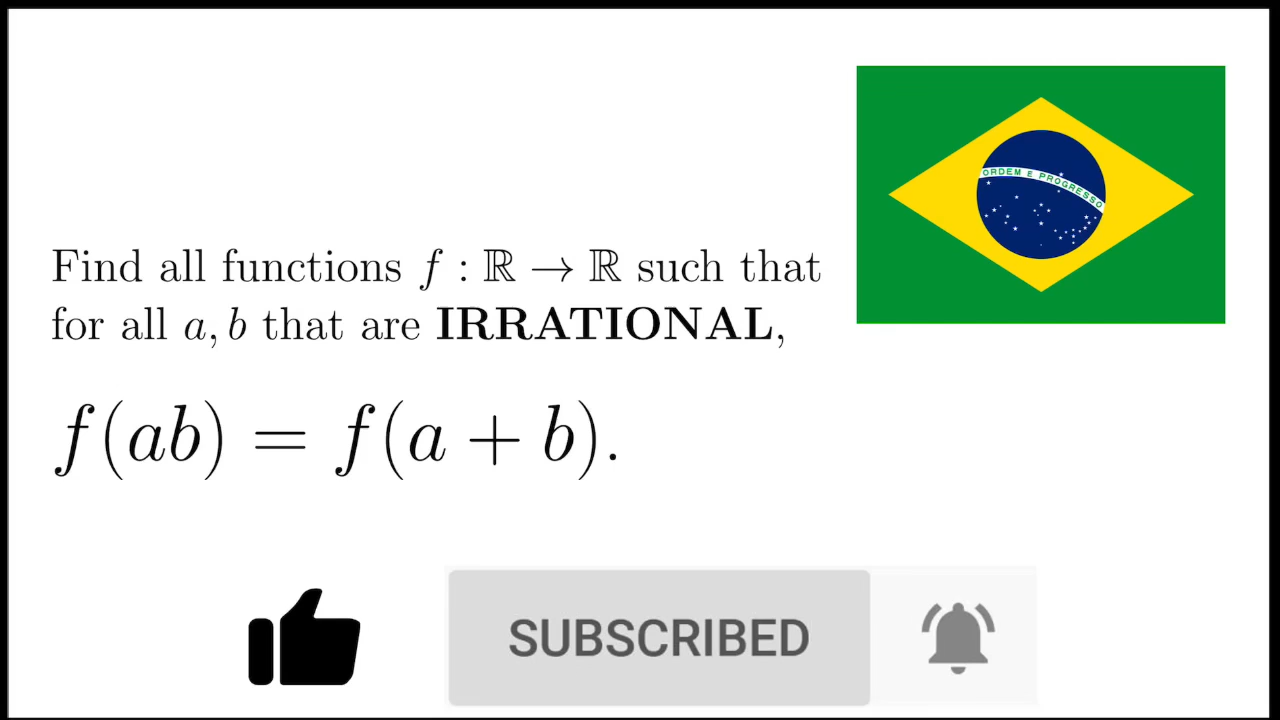 ORDEM E PROGRESSO
Find all functions f : ℝ → ℝ such that
for all a, b that are IRRATIONAL,
f(ab) = f(a + b).
SUBSCRIBED